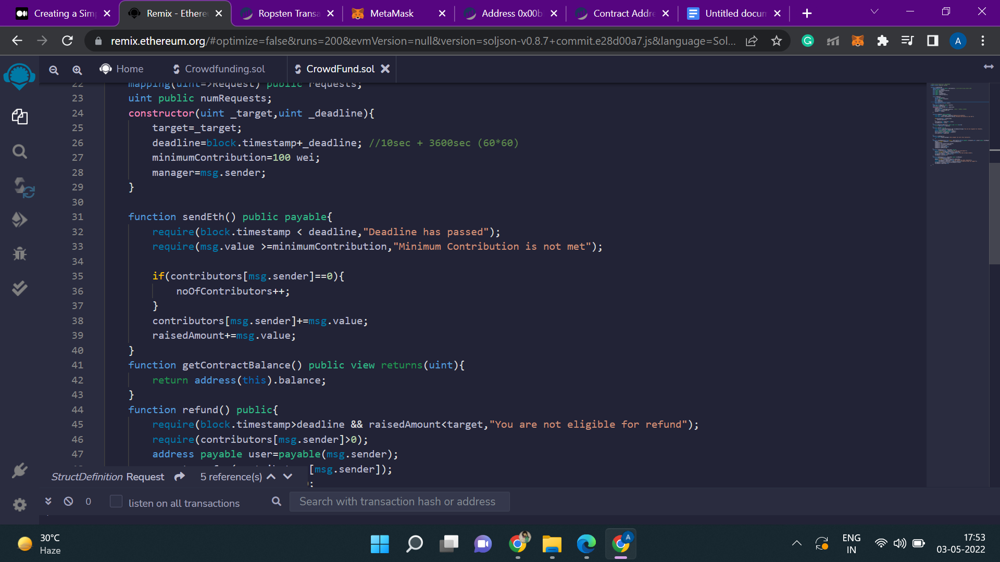 Creating a Sim
Remix - Ethere
Ropsten Transa
MetaMask
Address 0x00b
Contract Addre
Untitled docum
remix.ethereum.org/#optimize=false&runs=200&evmVersion=null&version=soljson-v0.8.7+commit.e28d00a7.js&language=Sol...
A
Home
Crowdfunding.sol
CrowdFund.sol
22 mapping(uint=>Request) public requests;
23 uint public numRequests;
24 constructor(uint _target,uint _deadline){
25 target=_target;
26 deadline=block.timestamp+_deadline; //10sec + 3600sec (60*60)
27 minimumContribution=100 wei;
28 manager=msg.sender;
29 }
30
31 function sendEth() public payable{
32 require(block.timestamp < deadline,"Deadline has passed");
33 require(msg.value >=minimumContribution,"Minimum Contribution is not met");
34
35 if(contributors[msg.sender]==0){
36 noOfContributors++;
37 }
38 contributors[msg.sender]+=msg.value;
39 raisedAmount+=msg.value;
40 }
41 function getContractBalance() public view returns(uint){
42 return address(this).balance;
43 }
44 function refund() public{
45 require(block.timestamp>deadline && raisedAmount<target,"You are not eligible for refund");
46 require(contributors[msg.sender]>0);
47 address payable user=payable(msg.sender);
[msg.sender]);
StructDefinition Request 5 reference(s)
0
listen on all transactions
Search with transaction hash or address
30°C
Haze
A
ENG
IN
17:53
03-05-2022